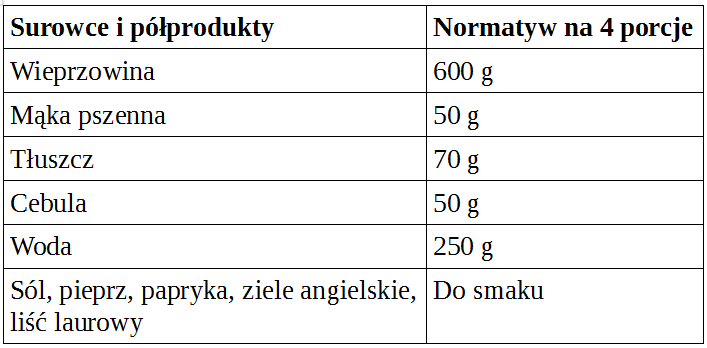 Surowce i półprodukty Normatyw na 4 porcje
Wieprzowina 600 g
Mąka pszenna 50 g
Tłuszcz 70 g
Cebula 50 g
Woda 250 g
Sól, pieprz, papryka, ziele angielskie, Do smaku
liść laurowy